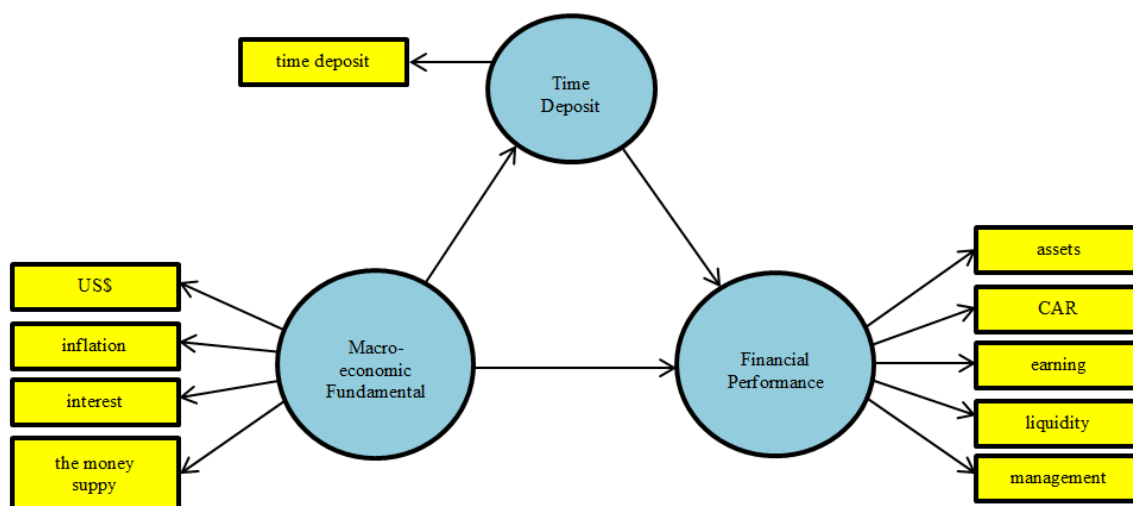 time deposit
Time
Deposit
US$
inflation
interest
the money
suppy
Macro-
economic
Fundamental
Financial
Performance
assets
CAR
earning
liquidity
management